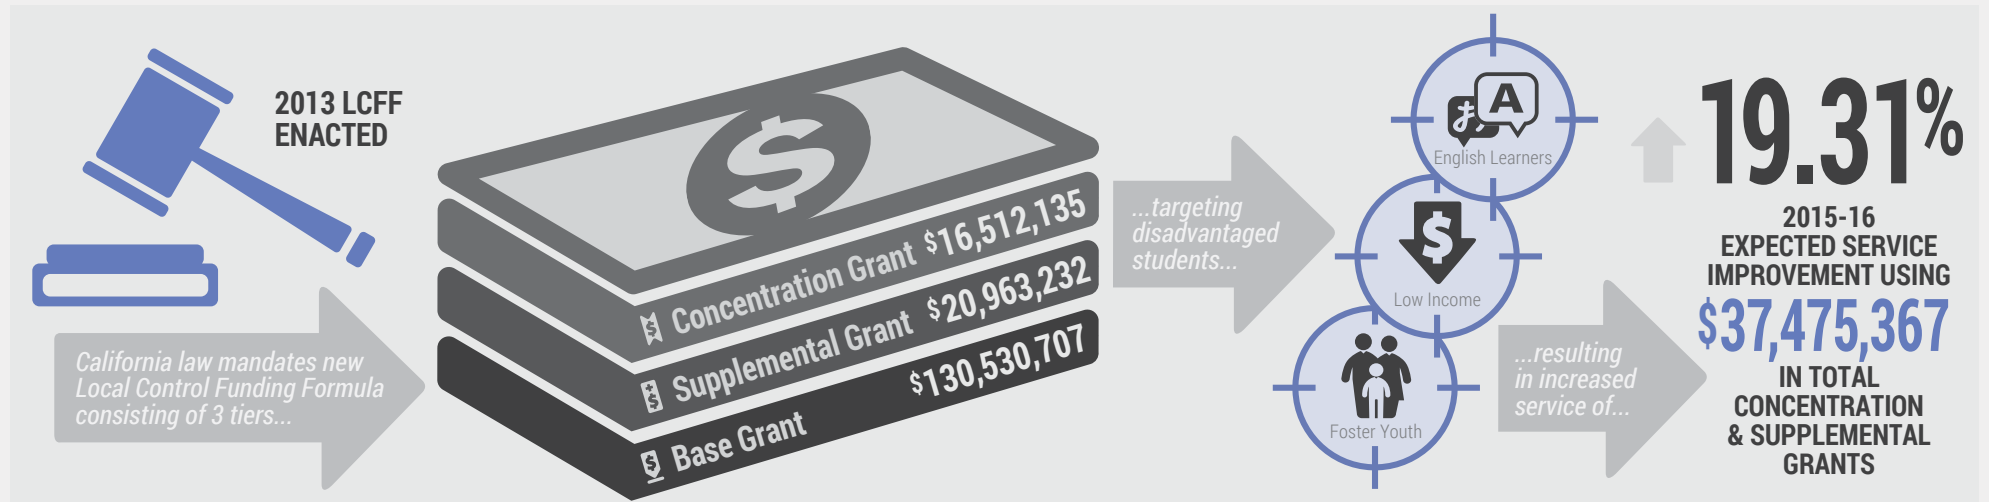 2013 LCFF
ENACTED
California law mandates new
Local Control Funding Formula
consisting of 3 tiers...
$
Concentration Grant $16,512,135
Supplemental Grant $20,963,232
Base Grant $130,530,707
...targeting
disadvantaged
students...
あ A
English Learners
$
Low Income
Foster Youth
...resulting
in increased
service of...
19.31%
2015-16
EXPECTED SERVICE
IMPROVEMENT USING
$37,475,367
IN TOTAL
CONCENTRATION
& SUPPLEMENTAL
GRANTS